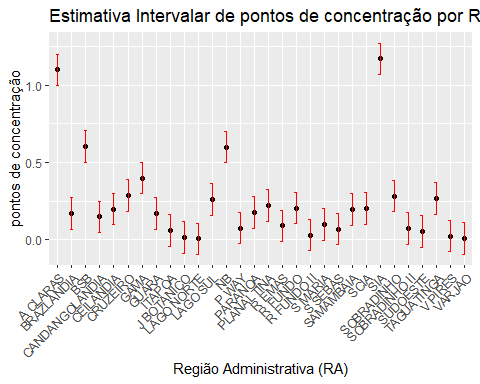 Estimativa Intervalar de pontos de concentração por R
pontos de concentração
1.0
0.5
0.0
A CLARAS
BRAZLÂNDIA
BSB
CANDANGOLÂNDIA
CEILANDIA
CRUZEIRO
GAMA
GUARA
ITAPOA
J BOTANICO
LAGO NORTE
LAGO SUL
NB
P WAY
PARANOA
PLANALTINA
R EMAS
R FUNDO
R FUNDO II
S MARIA
S SEBAS
SAMAMBAIA
SCIA
SIA
SOBRADINHO
SOBRADINHO II
SUDOESTE
TAGUATINGA
V PIRES
VARJÃO
Região Administrativa (RA)